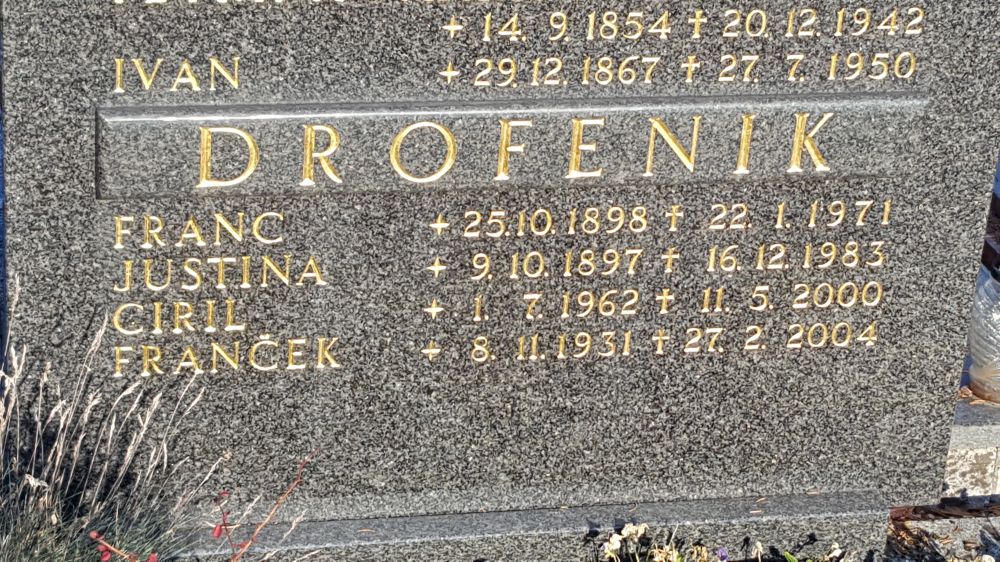 + 14. 9. 1854 † 20. 12. 1942
IVAN + 29. 12. 1867 † 27. 7. 1950
DROFENIK
FRANC + 25. 10. 1898 † 22. 1. 1971
JUSTINA + 9. 10. 1897 † 16. 12. 1983
CIRIL + 1. 7. 1962 † 11. 5. 2000
FRANČEK + 8. 11. 1931 † 27. 2. 2004